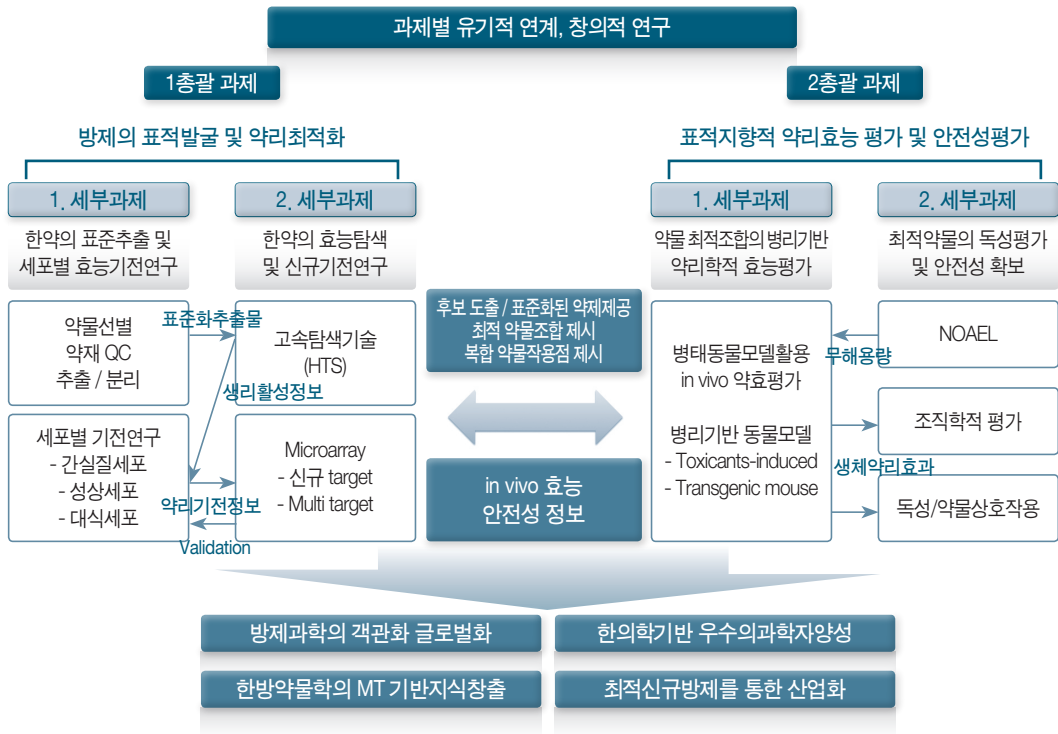 과제별 유기적 연계, 창의적 연구
1총괄 과제
2총괄 과제
방제의 표적발굴 및 약리최적화
표적지향적 약리효능 평가 및 안전성평가
1. 세부과제
2. 세부과제
1. 세부과제
2. 세부과제
한약의 표준추출 및
세포별 효능기전연구
한약의 효능탐색
및 신규기전연구
약물 최적조합의 병리기반
약리학적 효능평가
최적약물의 독성평가
및 안전성 확보
약물선별
약재 QC
추출 / 분리
표준화추출물
고속탐색기술
(HTS)
생리활성정보
세포별 기전연구
- 간실질세포
- 성상세포
- 대식세포
약리기전정보
Validation
Microarray
- 신규 target
- Multi target
후보 도출 / 표준화된 약제제공
최적 약물조합 제시
복합 약물작용점 제시
in vivo 효능
안전성 정보
병태동물모델활용
in vivo 약효평가
병리기반 동물모델
- Toxicants-induced
- Transgenic mouse
무해용량
NOAEL
조직학적 평가
생체약리효과
독성/약물상호작용
방제과학의 객관화 글로벌화
한의학기반 우수의과학자양성
한방약물학의 MT 기반지식창출
최적신규방제를 통한 산업화